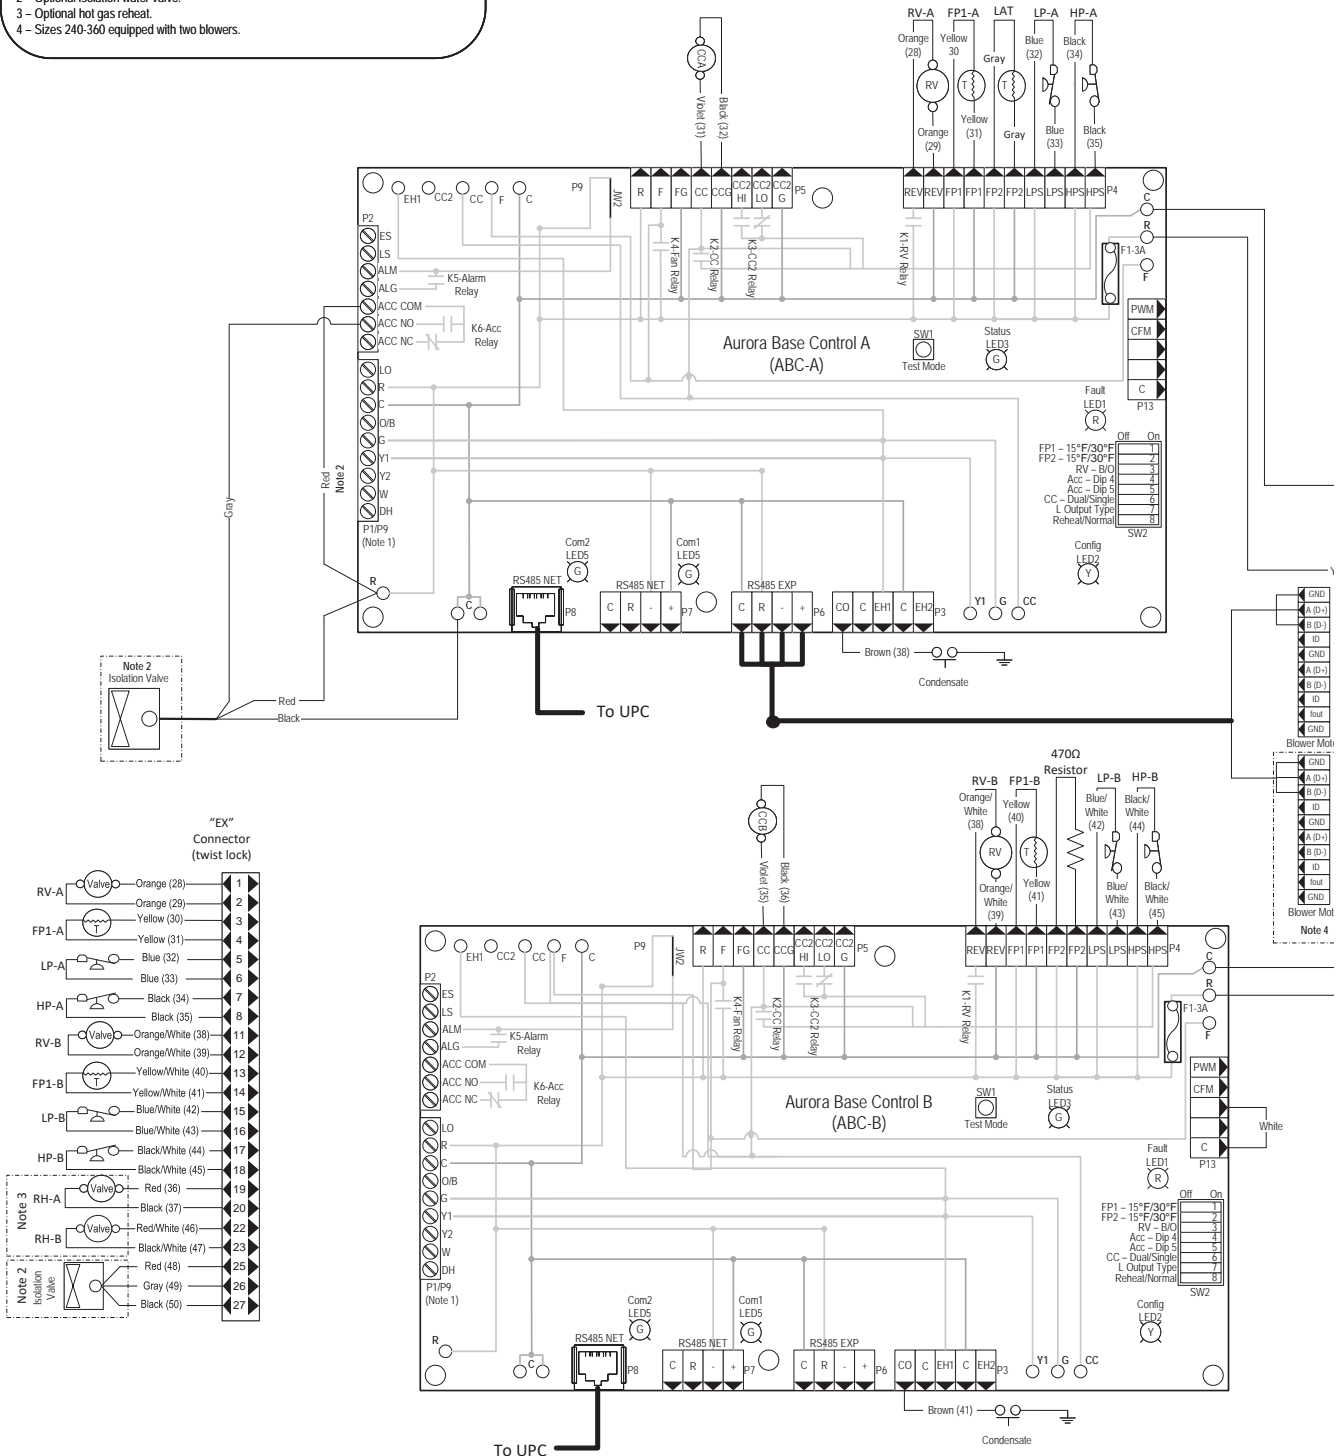 3 – Optional hot gas reheat.
4 – Sizes 240-360 equipped with two blowers.
CCA
Violet (31)
Black (32)
RV-A FP1-A LAT LP-A HP-A
Orange (28)
Yellow 30
Gray
Blue (32)
Black (34)
RV T T
Orange (29)
Yellow (31)
Gray
Blue (33)
Black (35)
EH1 CC2 CC F C
P9
JW2
R F FG CC CCG CC2 HI CC2 LO CC2 G P5
REV REV FP1 FP1 FP2 FP2 LPS LPS HPS HPS P4
C
R
F1-3A
F
P2
ES
LS
ALM
ALG
ACC COM
ACC NO
ACC NC
K5-Alarm Relay
K6-Acc Relay
K4-Fan Relay
K2-CC Relay
K3-CC2 Relay
K1-RV Relay
Aurora Base Control A
(ABC-A)
SW1
Test Mode
Status
LED3
G
PWM
CFM
C
P13
Fault
LED1
R
LO
R
C
O/B
G
Y1
Y2
W
DH
P1/P9
(Note 1)
Off On
FP1 – 15°F/30°F 1
FP2 – 15°F/30°F 2
RV – B/O 3
Acc – Dip 4 4
Acc – Dip 5 5
CC – Dual/Single 6
L Output Type 7
Reheat/Normal 8
SW2
Config
LED2
Y
Gray
Red
Note 2
R
C
Com2
LED5
G
RS485 NET
P8
Com1
LED5
G
RS485 NET
C R - + P7
RS485 EXP
C R - + P6
CO C EH1 C EH2 P3
Y1 G CC
Brown (38)
Condensate
To UPC
Note 2
Isolation Valve
Red
Black
GND
A (D+)
B (D-)
ID
GND
A (D+)
B (D-)
ID
fout
GND
GND
A (D+)
B (D-)
ID
GND
A (D+)
B (D-)
ID
fout
GND
Note 4
"EX"
Connector
(twist lock)
RV-A Valve Orange (28) 1
Orange (29) 2
FP1-A T Yellow (30) 3
Yellow (31) 4
LP-A Blue (32) 5
Blue (33) 6
HP-A Black (34) 7
Black (35) 8
RV-B Valve Orange/White (38) 11
Orange/White (39) 12
FP1-B T Yellow/White (40) 13
Yellow/White (41) 14
LP-B Blue/White (42) 15
Blue/White (43) 16
HP-B Black/White (44) 17
Black/White (45) 18
Note 3
RH-A Valve Red (36) 19
Black (37) 20
RH-B Valve Red/White (46) 22
Black/White (47) 23
Note 2
Isolation Valve
Red (48) 25
Gray (49) 26
Black (50) 27
CCB
Violet (35)
Black (36)
470Ω
Resistor
RV-B FP1-B LP-B HP-B
Orange/ White (38)
Yellow (40)
Blue/ White (42)
Black/ White (44)
RV T
Orange/ White (39)
Yellow (41)
Blue/ White (43)
Black/ White (45)
EH1 CC2 CC F C
P9
JW2
R F FG CC CCG CC2 HI CC2 LO CC2 G P5
REV REV FP1 FP1 FP2 FP2 LPS LPS HPS HPS P4
C
R
F1-3A
F
P2
ES
LS
ALM
ALG
ACC COM
ACC NO
ACC NC
K5-Alarm Relay
K6-Acc Relay
K4-Fan Relay
K2-CC Relay
K3-CC2 Relay
K1-RV Relay
Aurora Base Control B
(ABC-B)
SW1
Test Mode
Status
LED3
G
PWM
CFM
C
P13
White
Fault
LED1
R
LO
R
C
O/B
G
Y1
Y2
W
DH
P1/P9
(Note 1)
Off On
FP1 – 15°F/30°F 1
FP2 – 15°F/30°F 2
RV – B/O 3
Acc – Dip 4 4
Acc – Dip 5 5
CC – Dual/Single 6
L Output Type 7
Reheat/Normal 8
SW2
Config
LED2
Y
R
C
Com2
LED5
G
RS485 NET
P8
Com1
LED5
G
RS485 NET
C R - + P7
RS485 EXP
C R - + P6
CO C EH1 C EH2 P3
Y1 G CC
Brown (41)
Condensate
To UPC